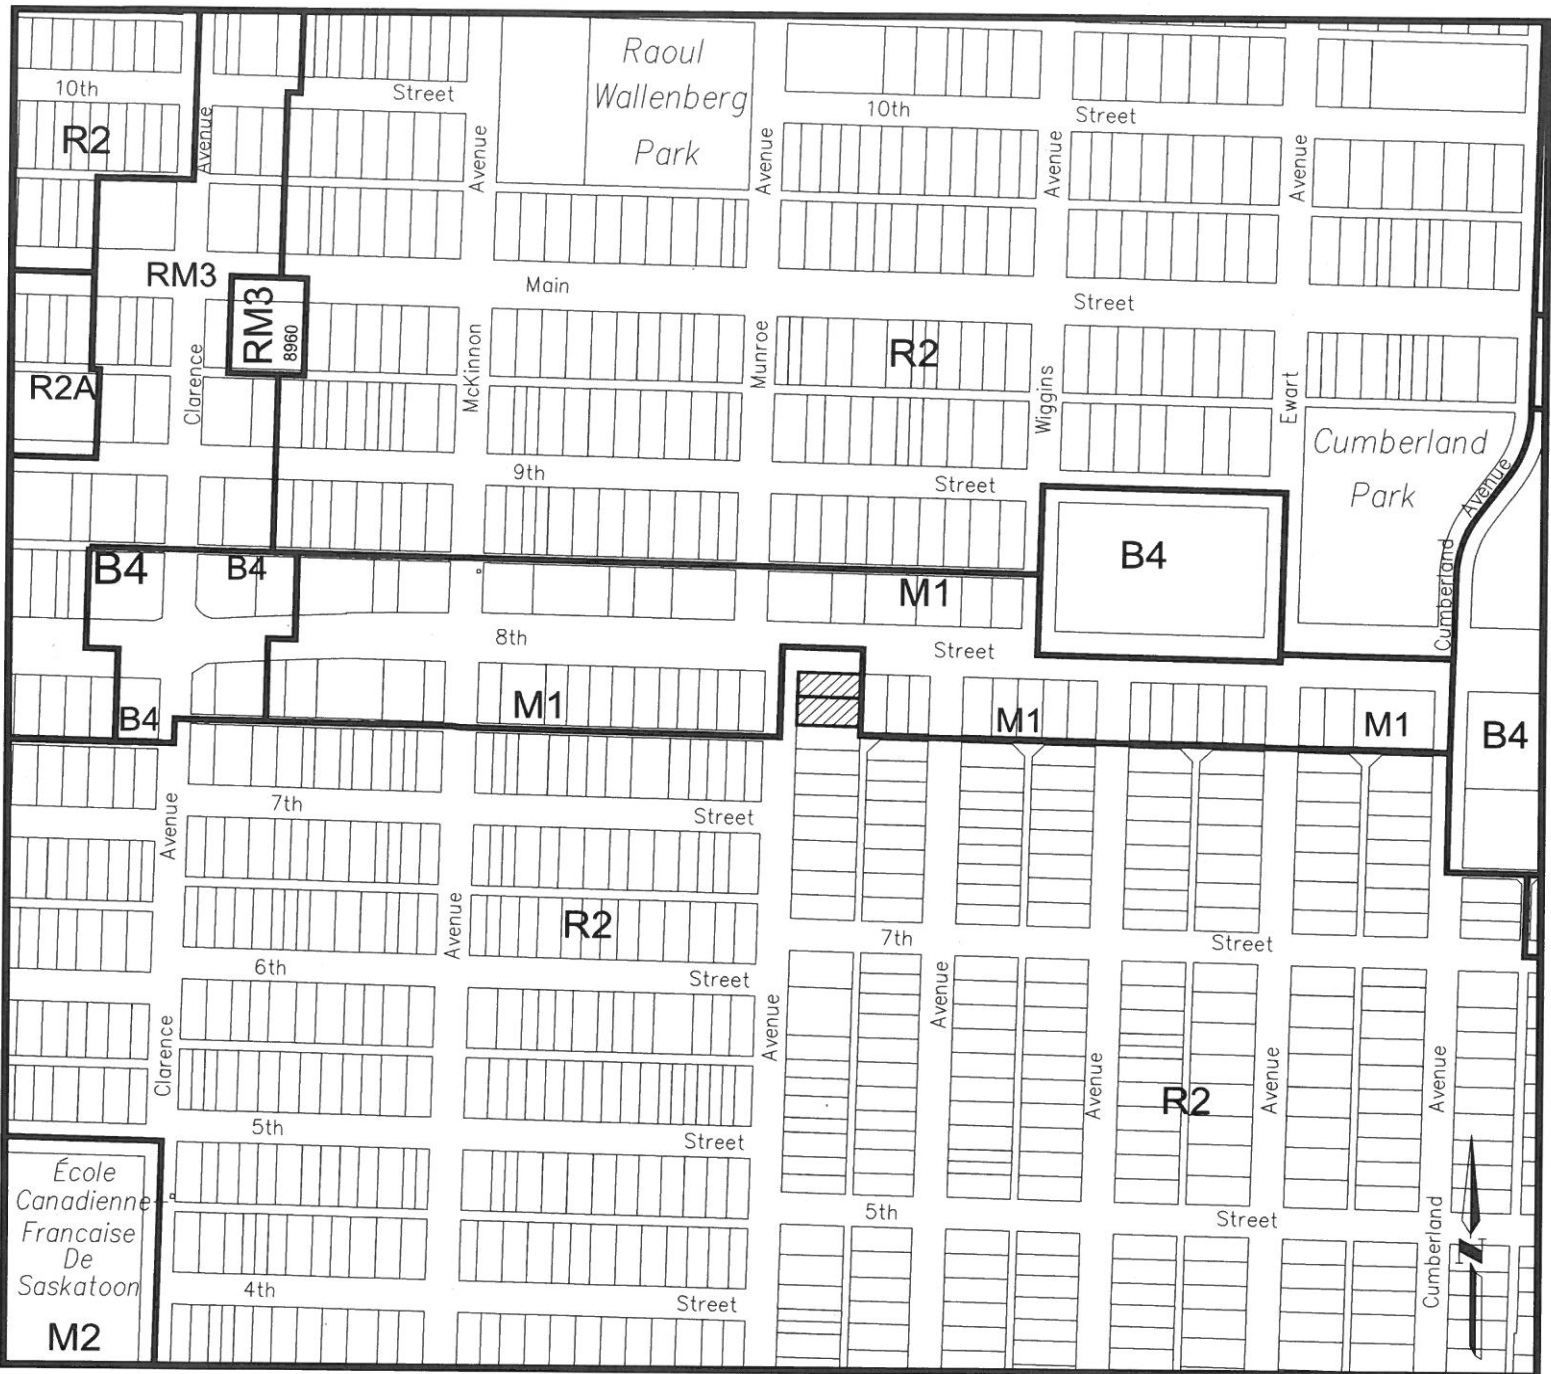 10th
Street
Raoul
Wallenberg
Park
10th
Street
R2
Avenue
Avenue
Avenue
Avenue
Avenue
RM3
RM3
8960
Main
Street
R2A
Clarence
McKinnon
Munroe
R2
Wiggins
Ewart
Cumberland
Park
Avenue
9th
Street
B4
B4
M1
B4
Cumberland
8th
Street
B4
M1
M1
M1
B4
7th
Street
Avenue
Avenue
R2
7th
Street
6th
Street
Avenue
Avenue
Clarence
Avenue
R2
Avenue
Avenue
5th
Street
École
Canadienne
Francaise
De
Saskatoon
M2
5th
Street
Cumberland
N
4th
Street